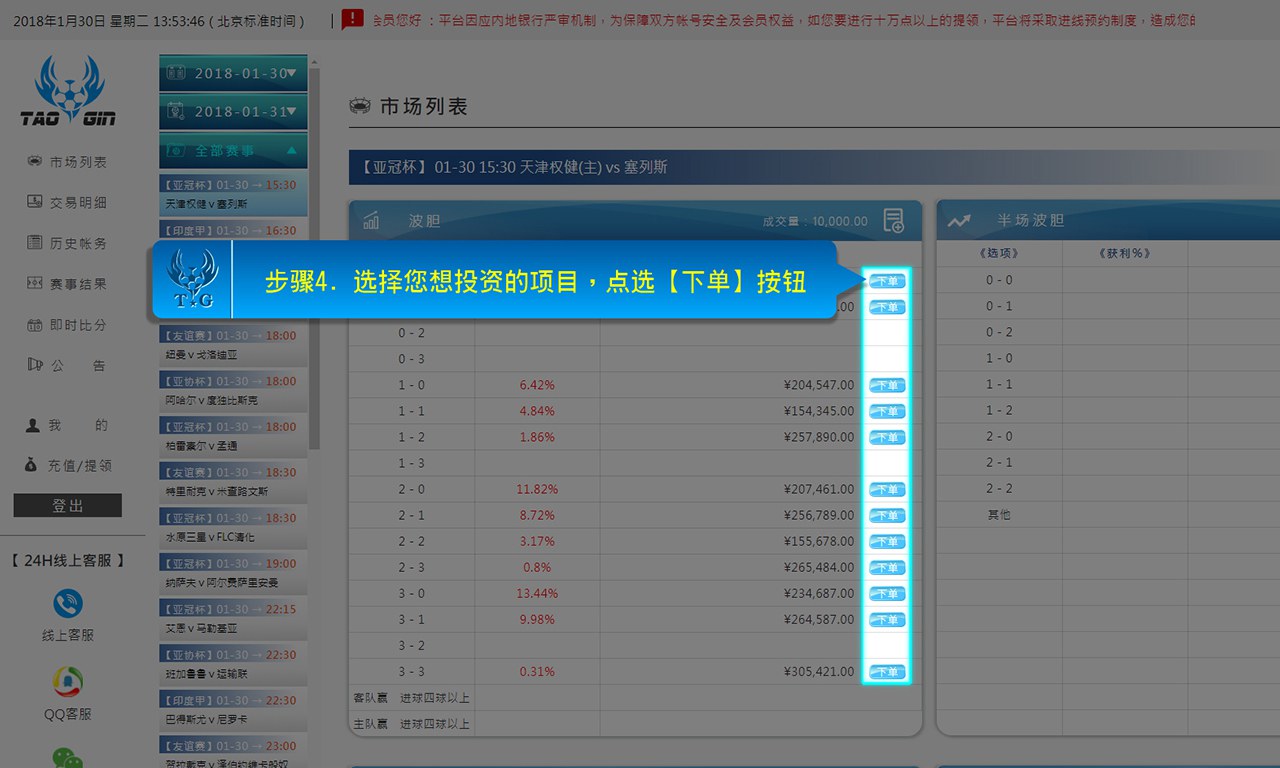 2018年1月30日 星期二 13:53:46 ( 北京标准时间 )
会员您好 ：平台因应内地银行严审机制，为保障双方帐号安全及会员权益，如您要进行十万点以上的提领，平台将采取进线预约制度，造成您的
TAO GIN
市场列表
交易明细
历史帐务
赛事结果
即时比分
公 告
我 的
充值/提领
登出
【 24H线上客服 】
线上客服
QQ客服
2018-01-30▼
2018-01-31▼
全部赛事 ▲
【亚冠杯】01-30 → 15:30
天津权健 v 塞列斯
【印度甲】01-30 → 16:30
【友谊赛】01-30 → 18:00
妞曼 v 戈洛迪亚
【亚协杯】01-30 → 18:00
阿哈尔 v 度独比斯克
【亚冠杯】01-30 → 18:00
柏雷素尔 v 孟通
【友谊赛】01-30 → 18:30
特里耐克 v 米查路文斯
【亚冠杯】01-30 → 18:30
水原三星 v FLC清化
【亚冠杯】01-30 → 19:00
纳萨夫 v 阿尔费萨里安曼
【亚冠杯】01-30 → 22:15
艾恩 v 马勒基亚
【亚协杯】01-30 → 22:30
班加鲁鲁 v 运输联
【印度甲】01-30 → 22:30
巴得斯尤 v 尼罗卡
【友谊赛】01-30 → 23:00
市场列表
【亚冠杯】01-30 15:30 天津权健(主) vs 塞列斯
波胆 成交量 : 10,000.00
步骤4．选择您想投资的项目，点选【下单】按钮
T G
下单
.00 下单
0 - 2
0 - 3
1 - 0 6.42% ¥204,547.00 下单
1 - 1 4.84% ¥154,345.00 下单
1 - 2 1.86% ¥257,890.00 下单
1 - 3
2 - 0 11.82% ¥207,461.00 下单
2 - 1 8.72% ¥256,789.00 下单
2 - 2 3.17% ¥155,678.00 下单
2 - 3 0.8% ¥265,484.00 下单
3 - 0 13.44% ¥234,687.00 下单
3 - 1 9.98% ¥264,587.00 下单
3 - 2
3 - 3 0.31% ¥305,421.00 下单
客队赢 进球四球以上
主队赢 进球四球以上
半场波胆
《选项》 《获利%》
0 - 0
0 - 1
0 - 2
1 - 0
1 - 1
1 - 2
2 - 0
2 - 1
2 - 2
其他